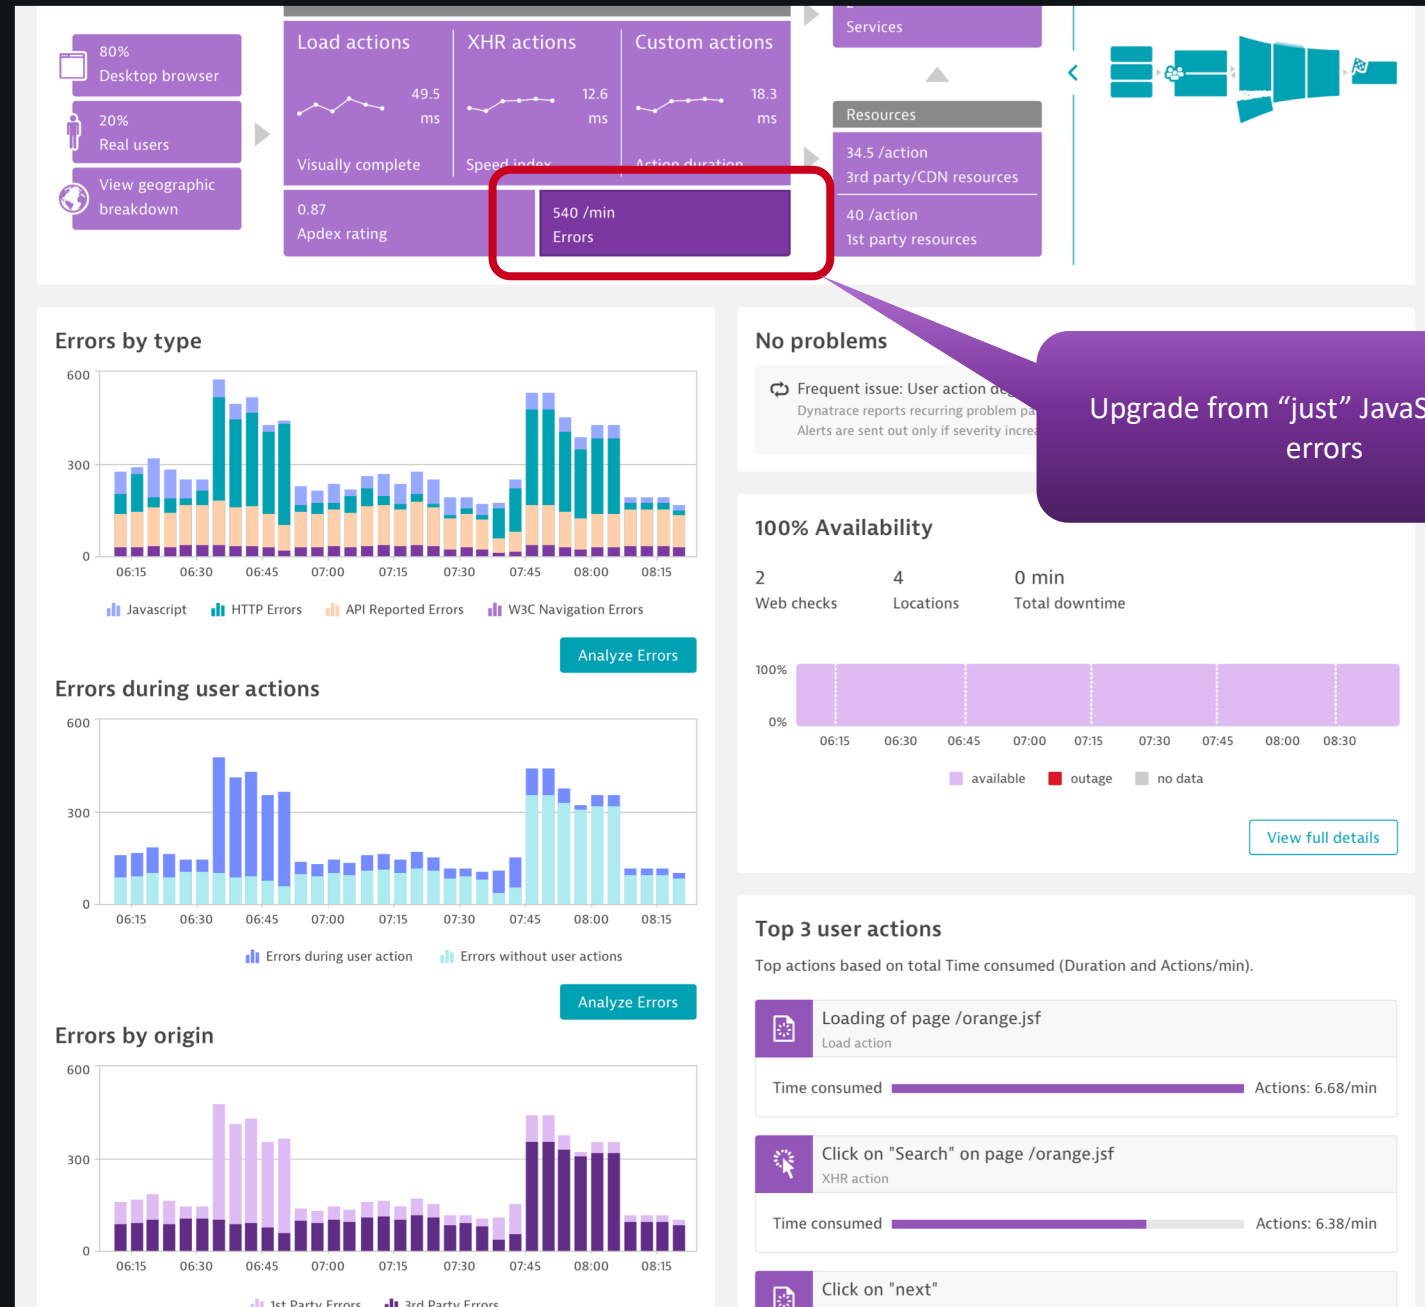 80%
Desktop browser
20%
Real users
View geographic
breakdown
Load actions
49.5
ms
Visually complete
XHR actions
12.6
ms
Speed index
Custom actions
18.3
ms
Action duration
0.87
Apdex rating
540 /min
Errors
Services
Resources
34.5 /action
3rd party/CDN resources
40 /action
1st party resources
Upgrade from “just” JavaS
errors
Errors by type
600
300
0
06:15 06:30 06:45 07:00 07:15 07:30 07:45 08:00 08:15
Javascript HTTP Errors API Reported Errors W3C Navigation Errors
Analyze Errors
Errors during user actions
600
300
0
06:15 06:30 06:45 07:00 07:15 07:30 07:45 08:00 08:15
Errors during user action Errors without user actions
Analyze Errors
Errors by origin
600
300
0
06:15 06:30 06:45 07:00 07:15 07:30 07:45 08:00 08:15
1st Party Errors 3rd Party Errors
No problems
Frequent issue: User action
Dynatrace reports recurring problem
Alerts are sent out only if severity
100% Availability
2
Web checks
4
Locations
0 min
Total downtime
100%
0%
06:15 06:30 06:45 07:00 07:15 07:30 07:45 08:00 08:30
available outage no data
View full details
Top 3 user actions
Top actions based on total Time consumed (Duration and Actions/min).
Loading of page /orange.jsf
Load action
Time consumed Actions: 6.68/min
Click on "Search" on page /orange.jsf
XHR action
Time consumed Actions: 6.38/min
Click on "next"